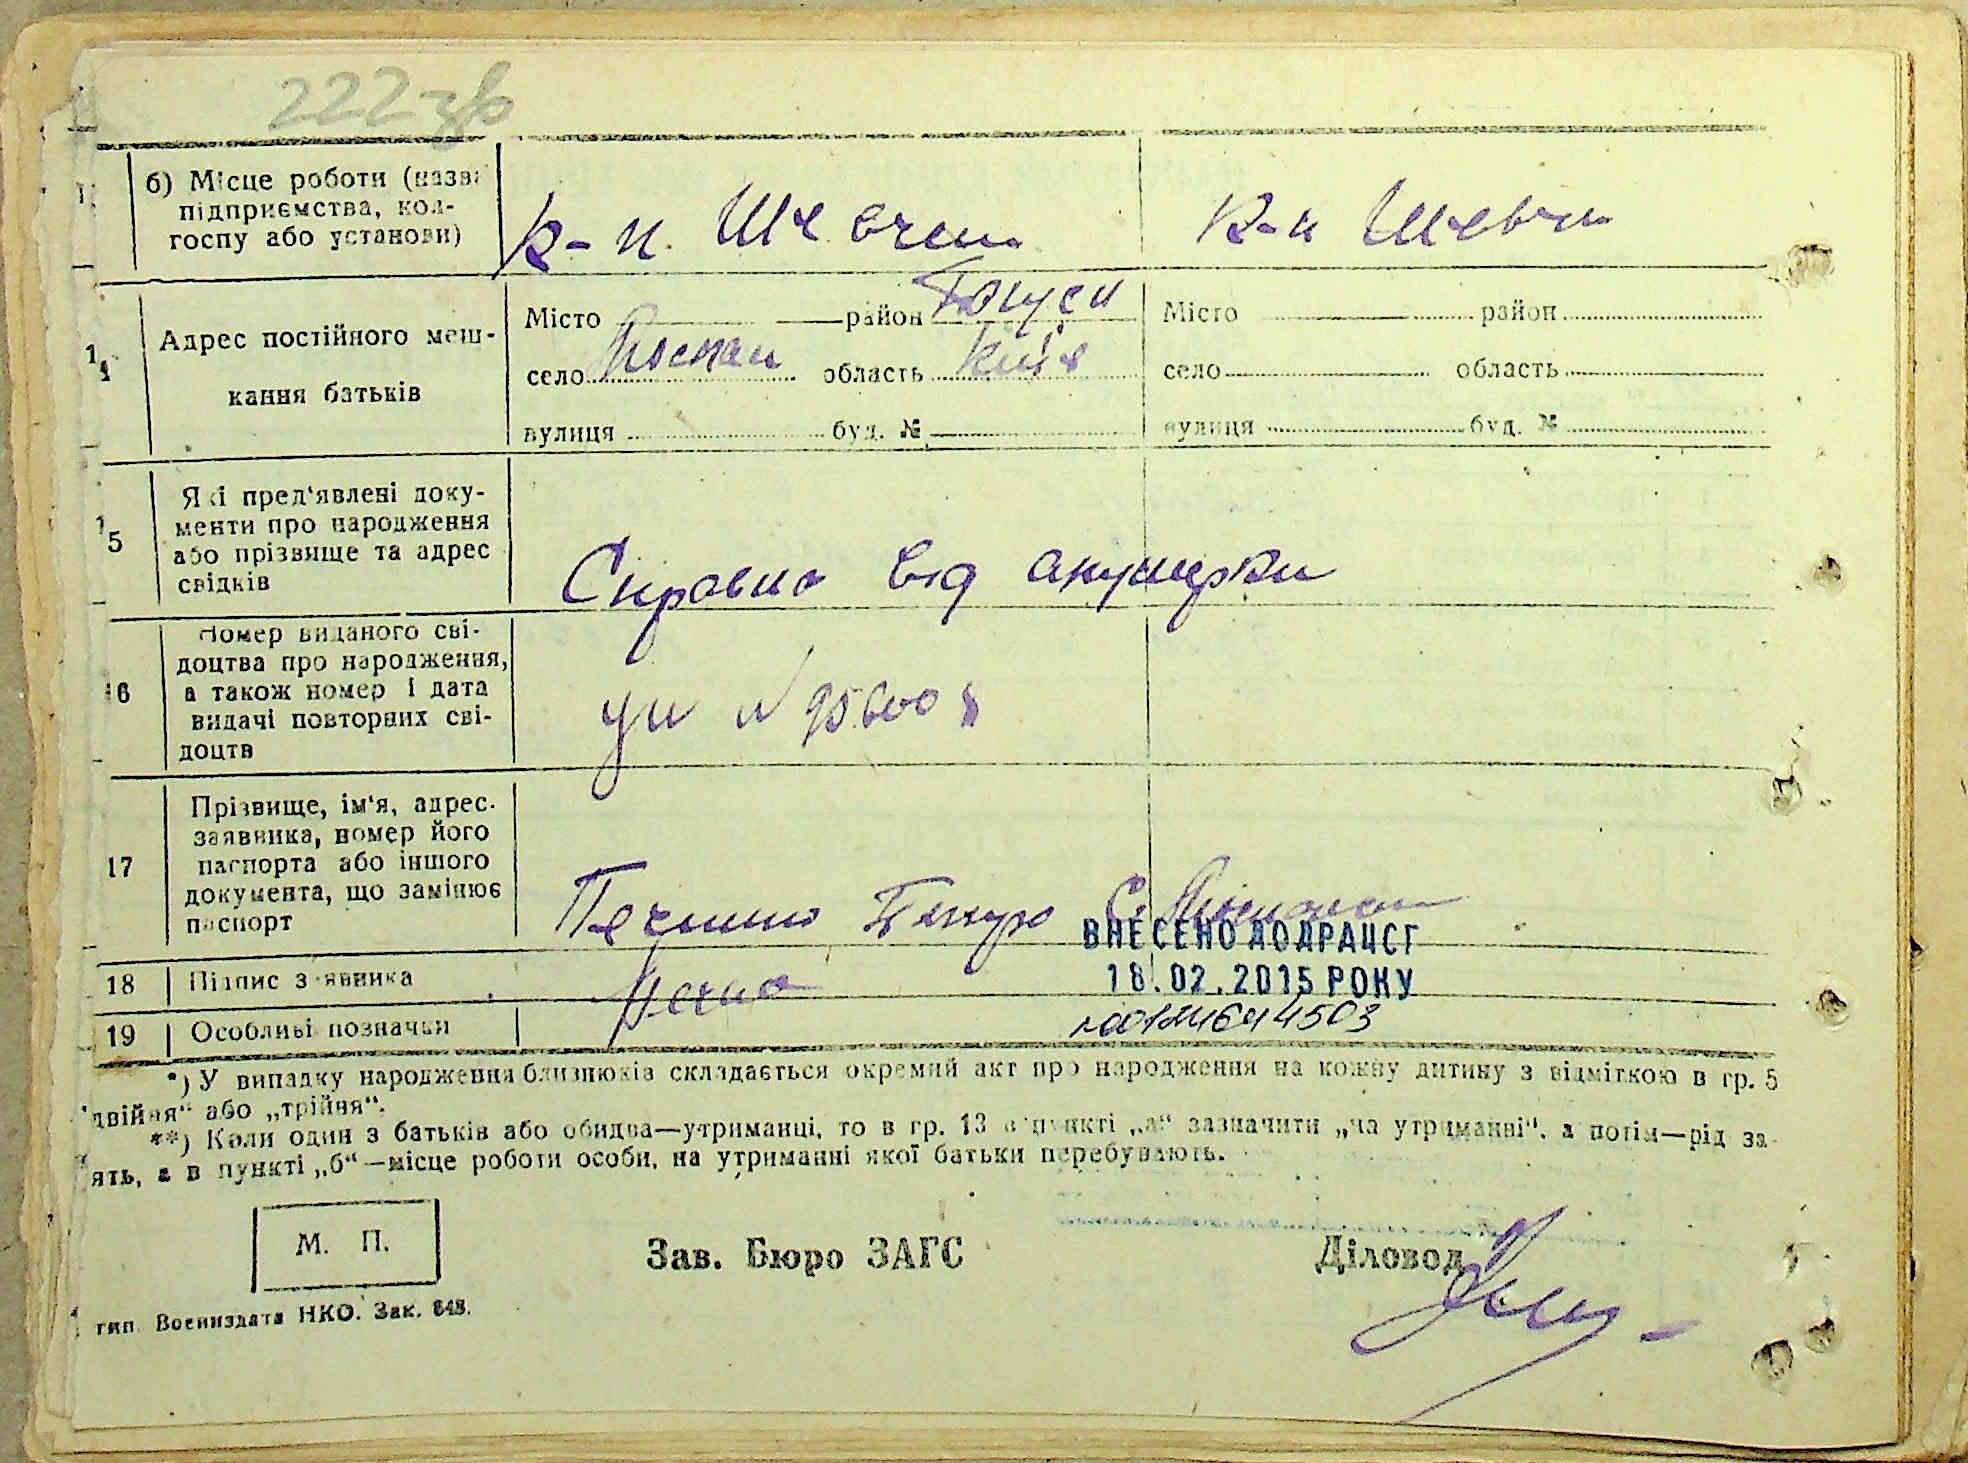 222 зв
б) Місце роботи (назва
підприємства, кол-
госпу або установи)
к-п Шевчен
к-п Шевчен
Адрес постійного меш-
кання батьків
Місто район
село область Київ
вулиця буд. №
Місто район
село область
вулиця буд. №
15
Які пред'явлені доку-
менти про народження
або прізвище та адрес
свідків
Справка від акушерки
16
Номер виданого сві-
доцтва про народження,
а також номер і дата
видачі повторних сві-
доцтв
17
Прізвище, ім'я, адрес
заявника, номер його
паспорта або іншого
документа, що замінює
паспорт
с.
ВНЕСЕНО ДО ДРАЦСГ
18.02.2015 РОКУ
18 Підпис заявника
19 Особливі позначки
*) У випадку народження близнюків складається окремий акт про народження на кожну дитину з відміткою в гр. 5
„двійня“ або „трійня“.
**) Коли один з батьків або обидва—утриманці, то в гр. 13 в пункті „а“ зазначити „на утриманні“, а потім—рід за-
ять, а в пункті „б“—місце роботи особи, на утриманні якої батьки перебувають.
М. П.
Зав. Бюро ЗАГС
Діловод
тип. Воениздата НКО. Зак. 648.